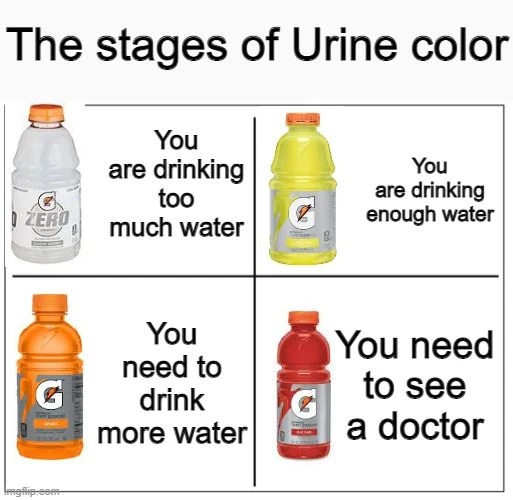 The stages of Urine color
You
are drinking
too
much water
You
are drinking
enough water
G
ZERO
G
You
need to
drink
more water
You need
to see
a doctor
G
G
imgflip.com